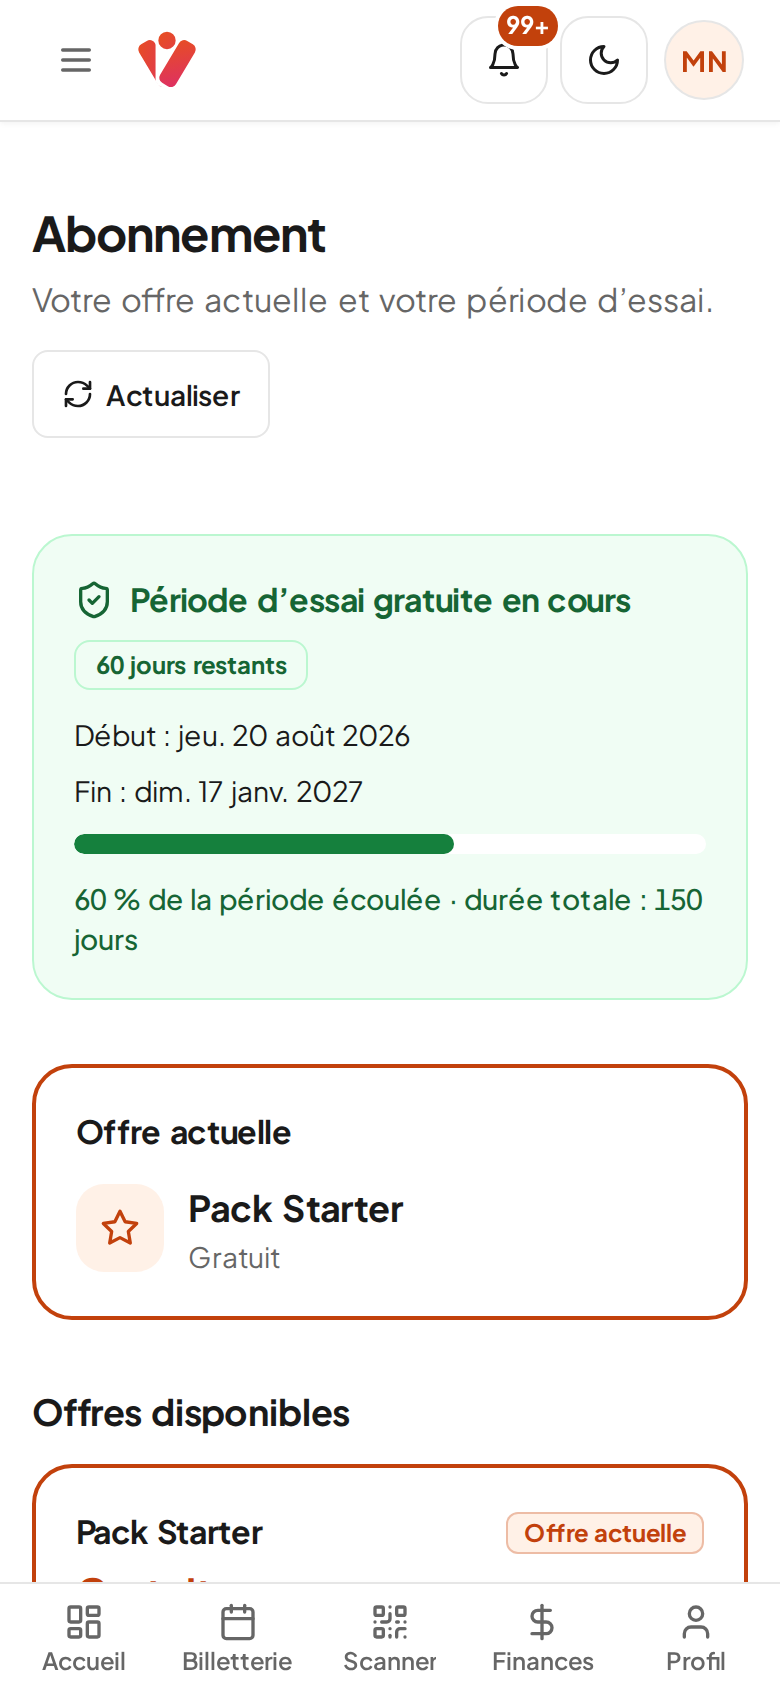 99+
MN
Abonnement
Votre offre actuelle et votre période d’essai.
Actualiser
Période d’essai gratuite en cours
60 jours restants
Début : jeu. 20 août 2026
Fin : dim. 17 janv. 2027
60 % de la période écoulée · durée totale : 150
jours
Offre actuelle
Pack Starter
Gratuit
Offres disponibles
Pack Starter
Offre actuelle
Accueil
Billetterie
Scanner
Finances
Profil